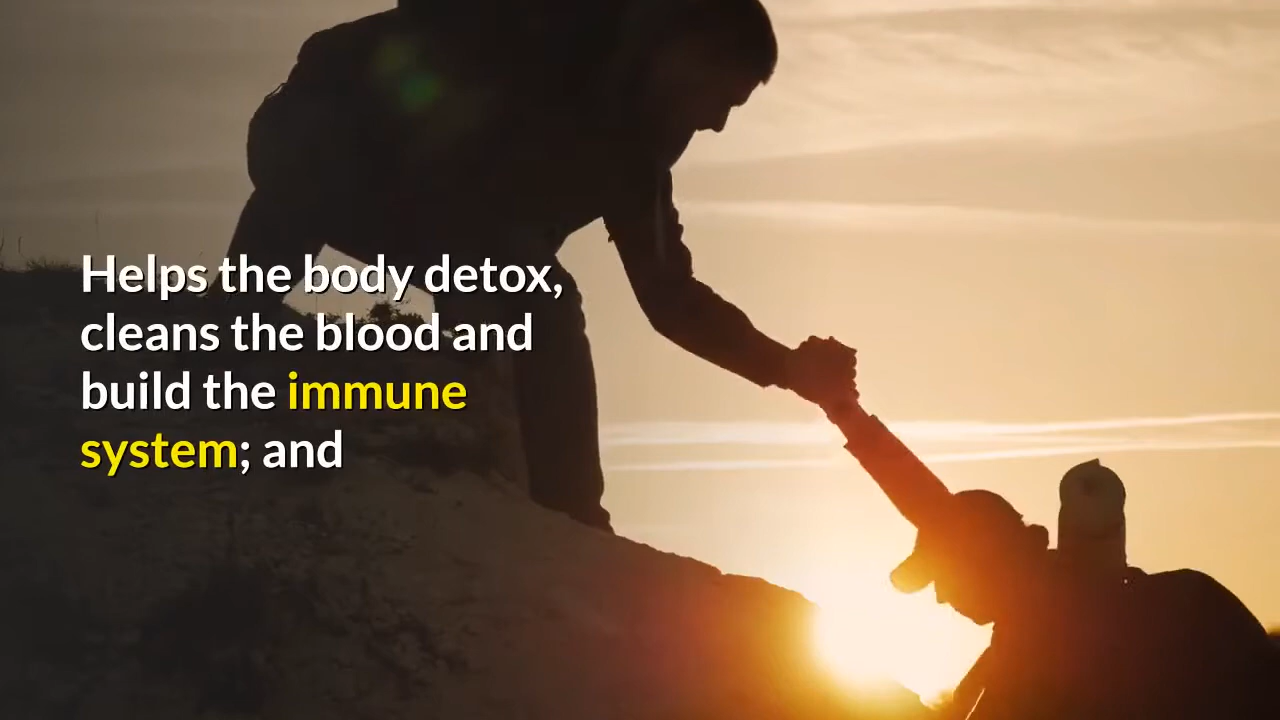 Helps the body detox,
cleans the blood and
build the immune
system; and